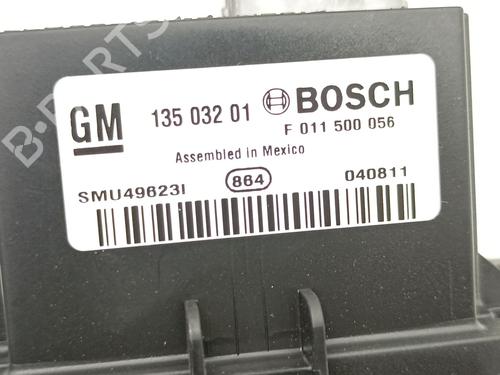 B-PARTS
GM 135 032 01 BOSCH
F 011 500 056
Assembled in Mexico
SMU49623I 864 040811